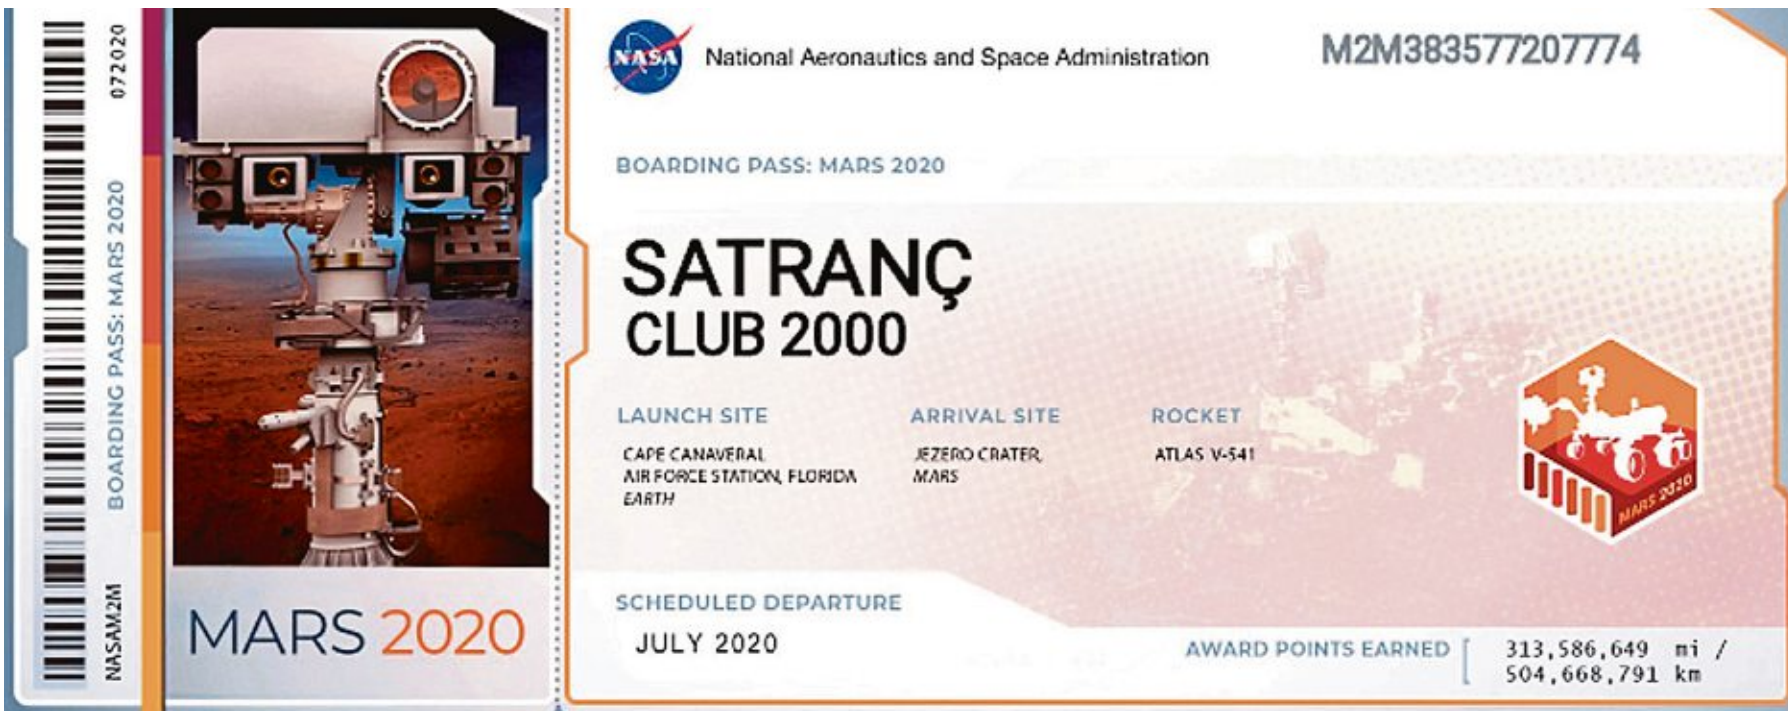 072020
BOARDING PASS: MARS 2020
NASAM2M
MARS 2020
NASA
National Aeronautics and Space Administration
M2M383577207774
BOARDING PASS: MARS 2020
SATRANÇ
CLUB 2000
LAUNCH SITE
CAPE CANAVERAL
AIR FORCE STATION, FLORIDA
EARTH
ARRIVAL SITE
JEZERO CRATER,
MARS
ROCKET
ATLAS V-541
MARS 2020
SCHEDULED DEPARTURE
JULY 2020
AWARD POINTS EARNED
313,586,649 mi /
504,668,791 km